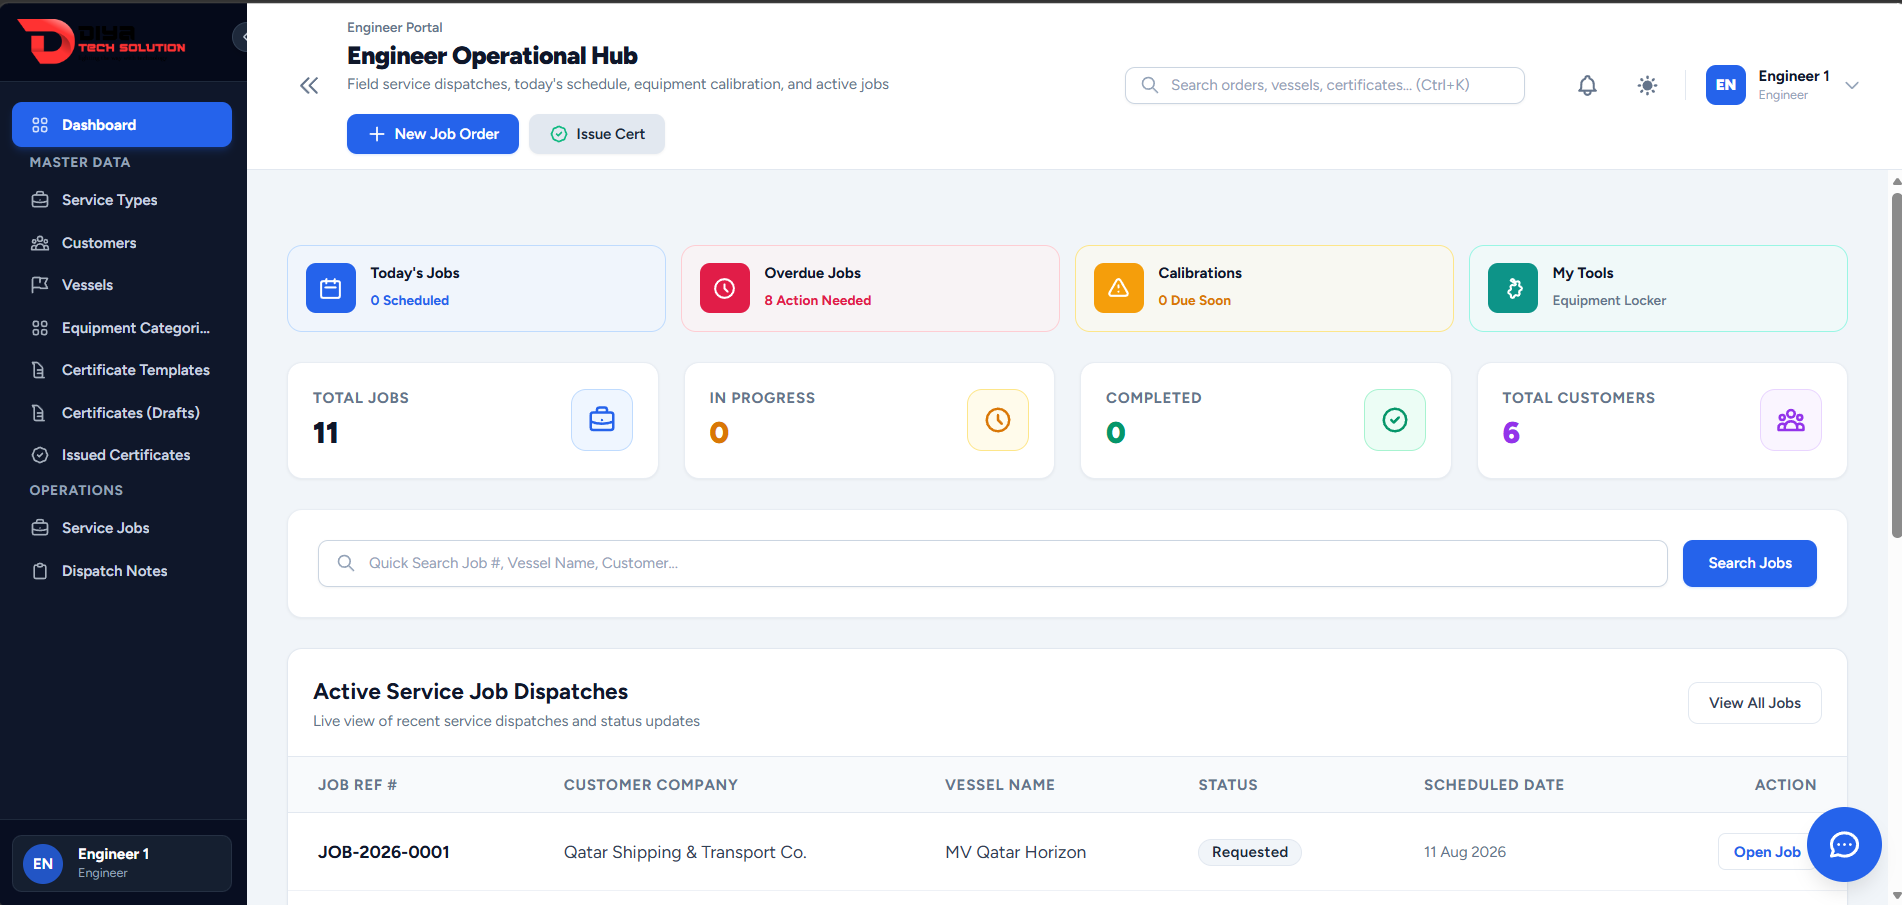 DIYA
TECH SOLUTION
Dashboard
MASTER DATA
Service Types
Customers
Vessels
Equipment Categori...
Certificate Templates
Certificates (Drafts)
Issued Certificates
OPERATIONS
Service Jobs
Dispatch Notes
EN
Engineer 1
Engineer
Engineer Portal
Engineer Operational Hub
Field service dispatches, today's schedule, equipment calibration, and active jobs
New Job Order
Issue Cert
Search orders, vessels, certificates... (Ctrl+K)
EN
Engineer 1
Engineer
Today's Jobs
0 Scheduled
Overdue Jobs
8 Action Needed
Calibrations
0 Due Soon
My Tools
Equipment Locker
TOTAL JOBS
11
IN PROGRESS
0
COMPLETED
0
TOTAL CUSTOMERS
6
Quick Search Job #, Vessel Name, Customer...
Search Jobs
Active Service Job Dispatches
Live view of recent service dispatches and status updates
View All Jobs
JOB REF # CUSTOMER COMPANY VESSEL NAME STATUS SCHEDULED DATE ACTION
JOB-2026-0001 Qatar Shipping & Transport Co. MV Qatar Horizon Requested 11 Aug 2026 Open Job